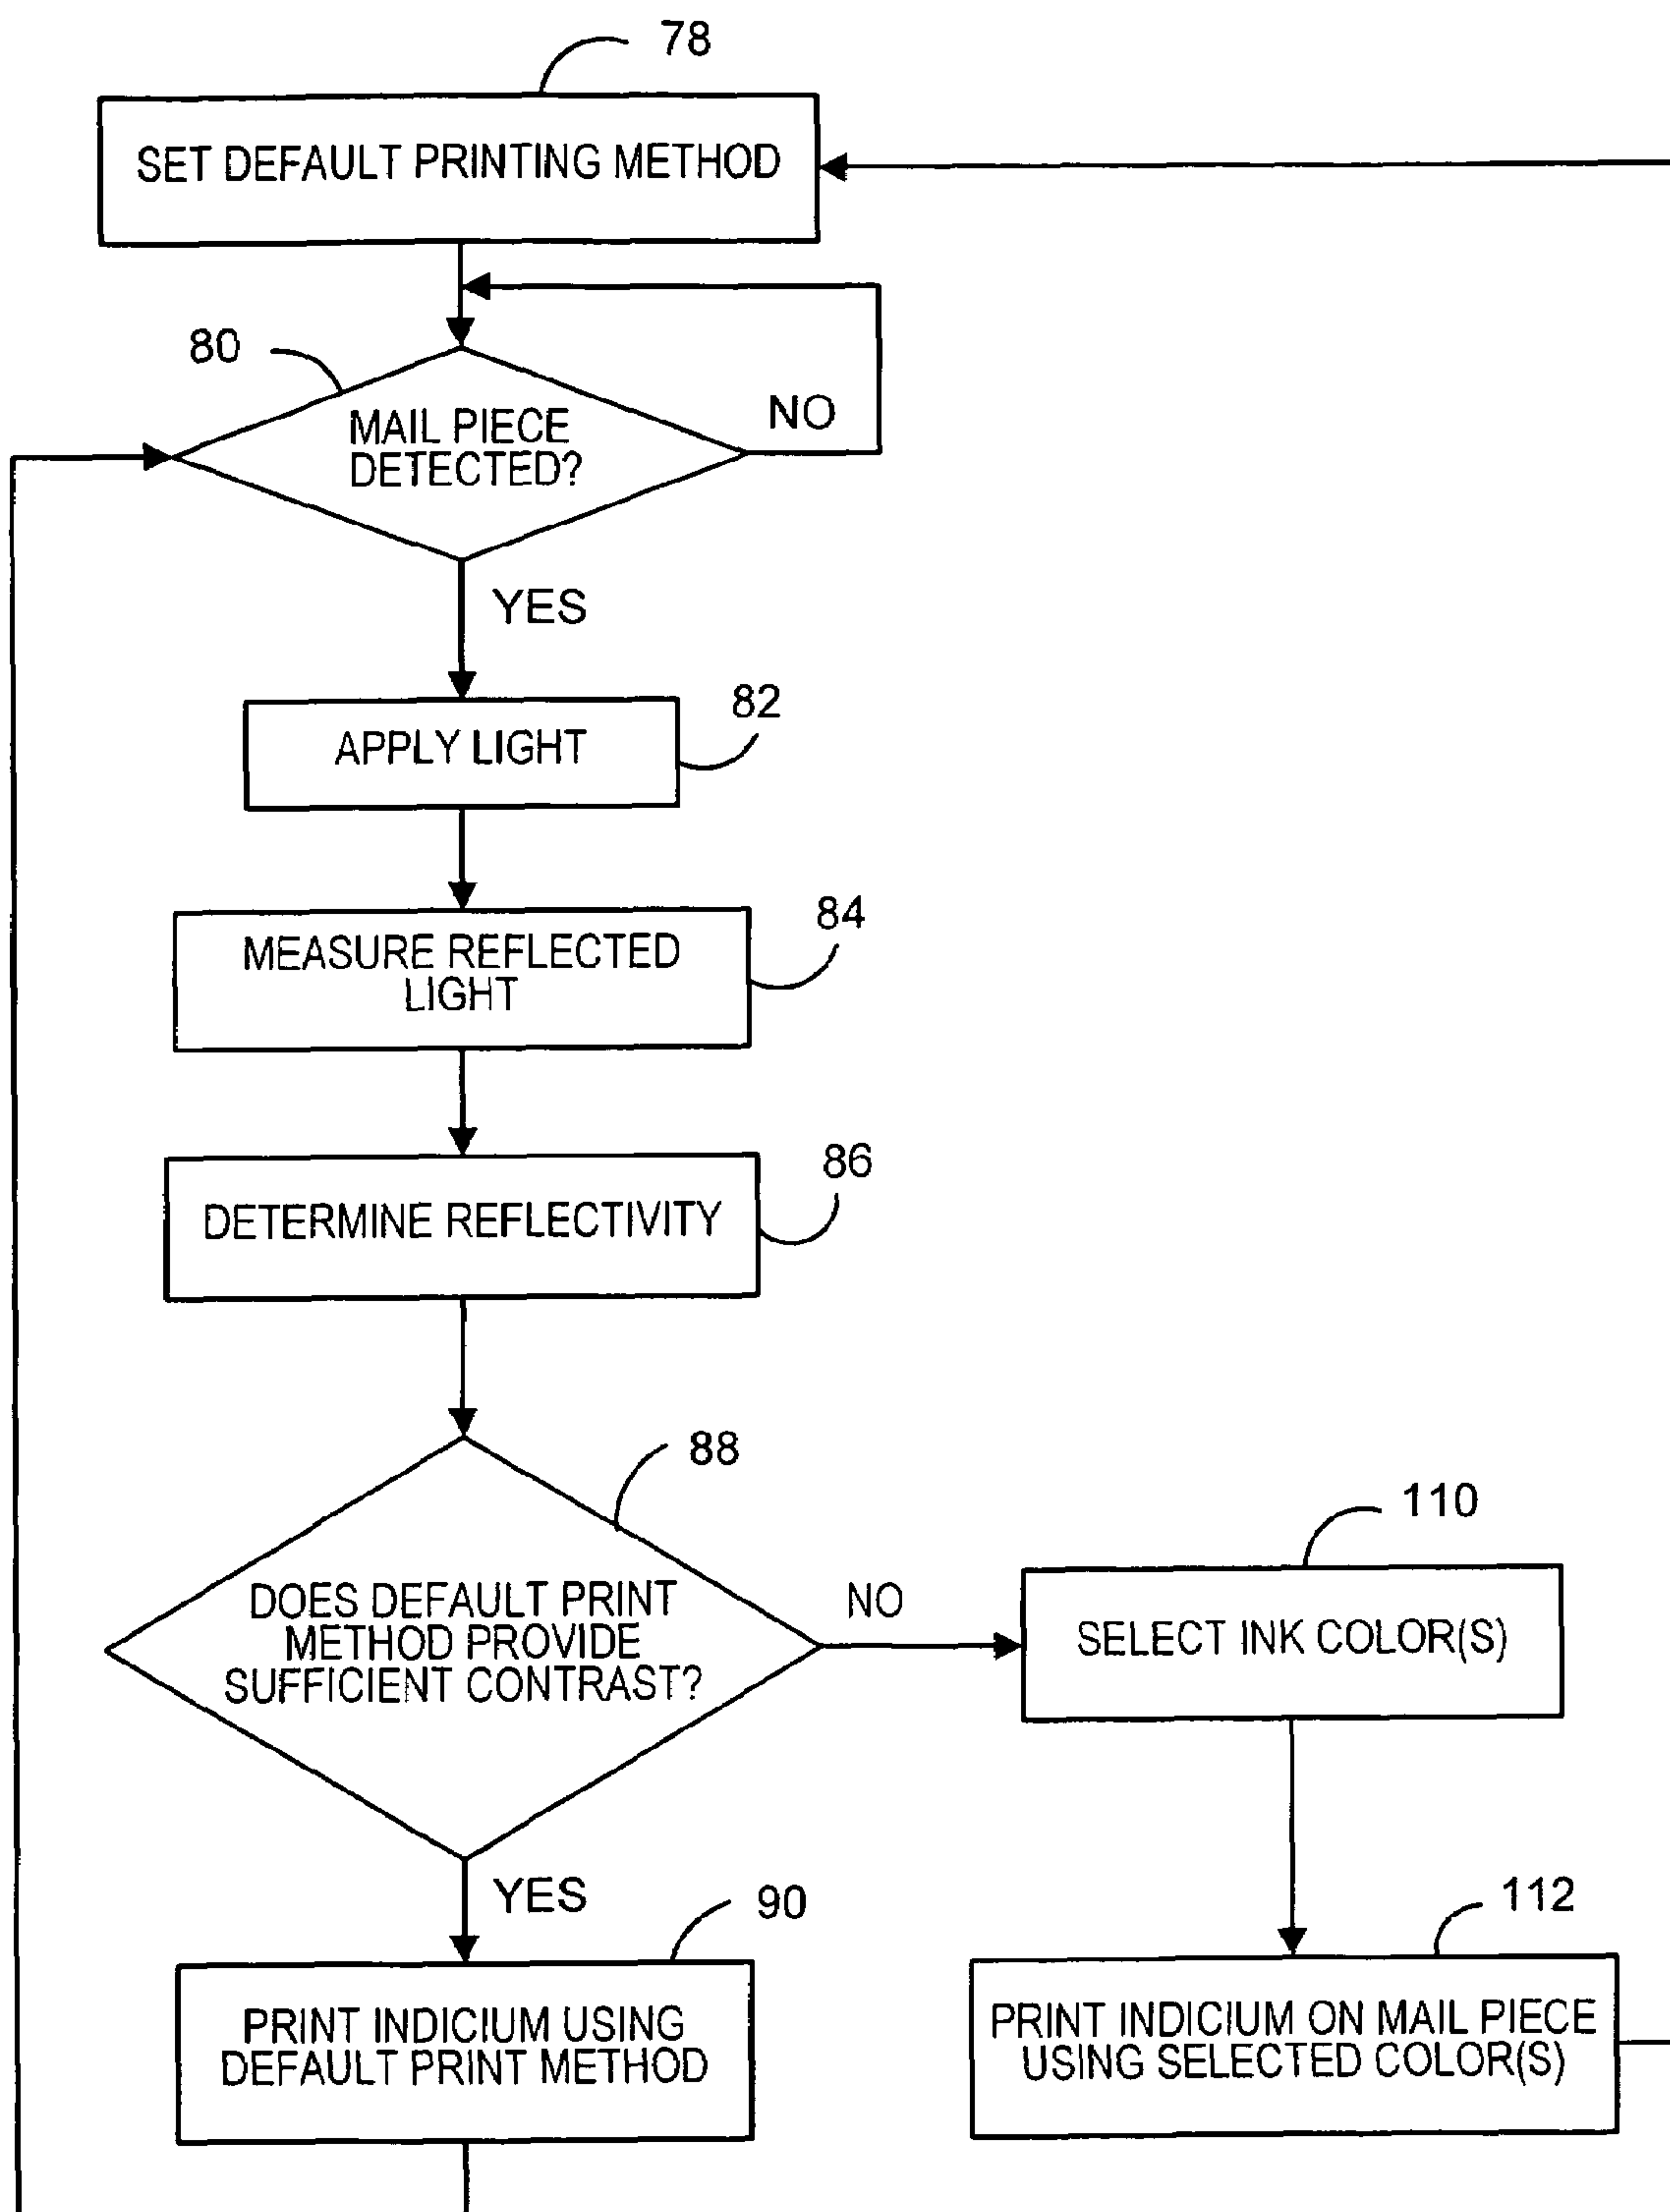 78
SET DEFAULT PRINTING METHOD
80
MAIL PIECE
DETECTED?
NO
YES
82
APPLY LIGHT
84
MEASURE REFLECTED
LIGHT
86
DETERMINE REFLECTIVITY
88
DOES DEFAULT PRINT
METHOD PROVIDE
SUFFICIENT CONTRAST?
NO
110
SELECT INK COLOR(S)
YES
90
PRINT INDICIUM USING
DEFAULT PRINT METHOD
112
PRINT INDICIUM ON MAIL PIECE
USING SELECTED COLOR(S)